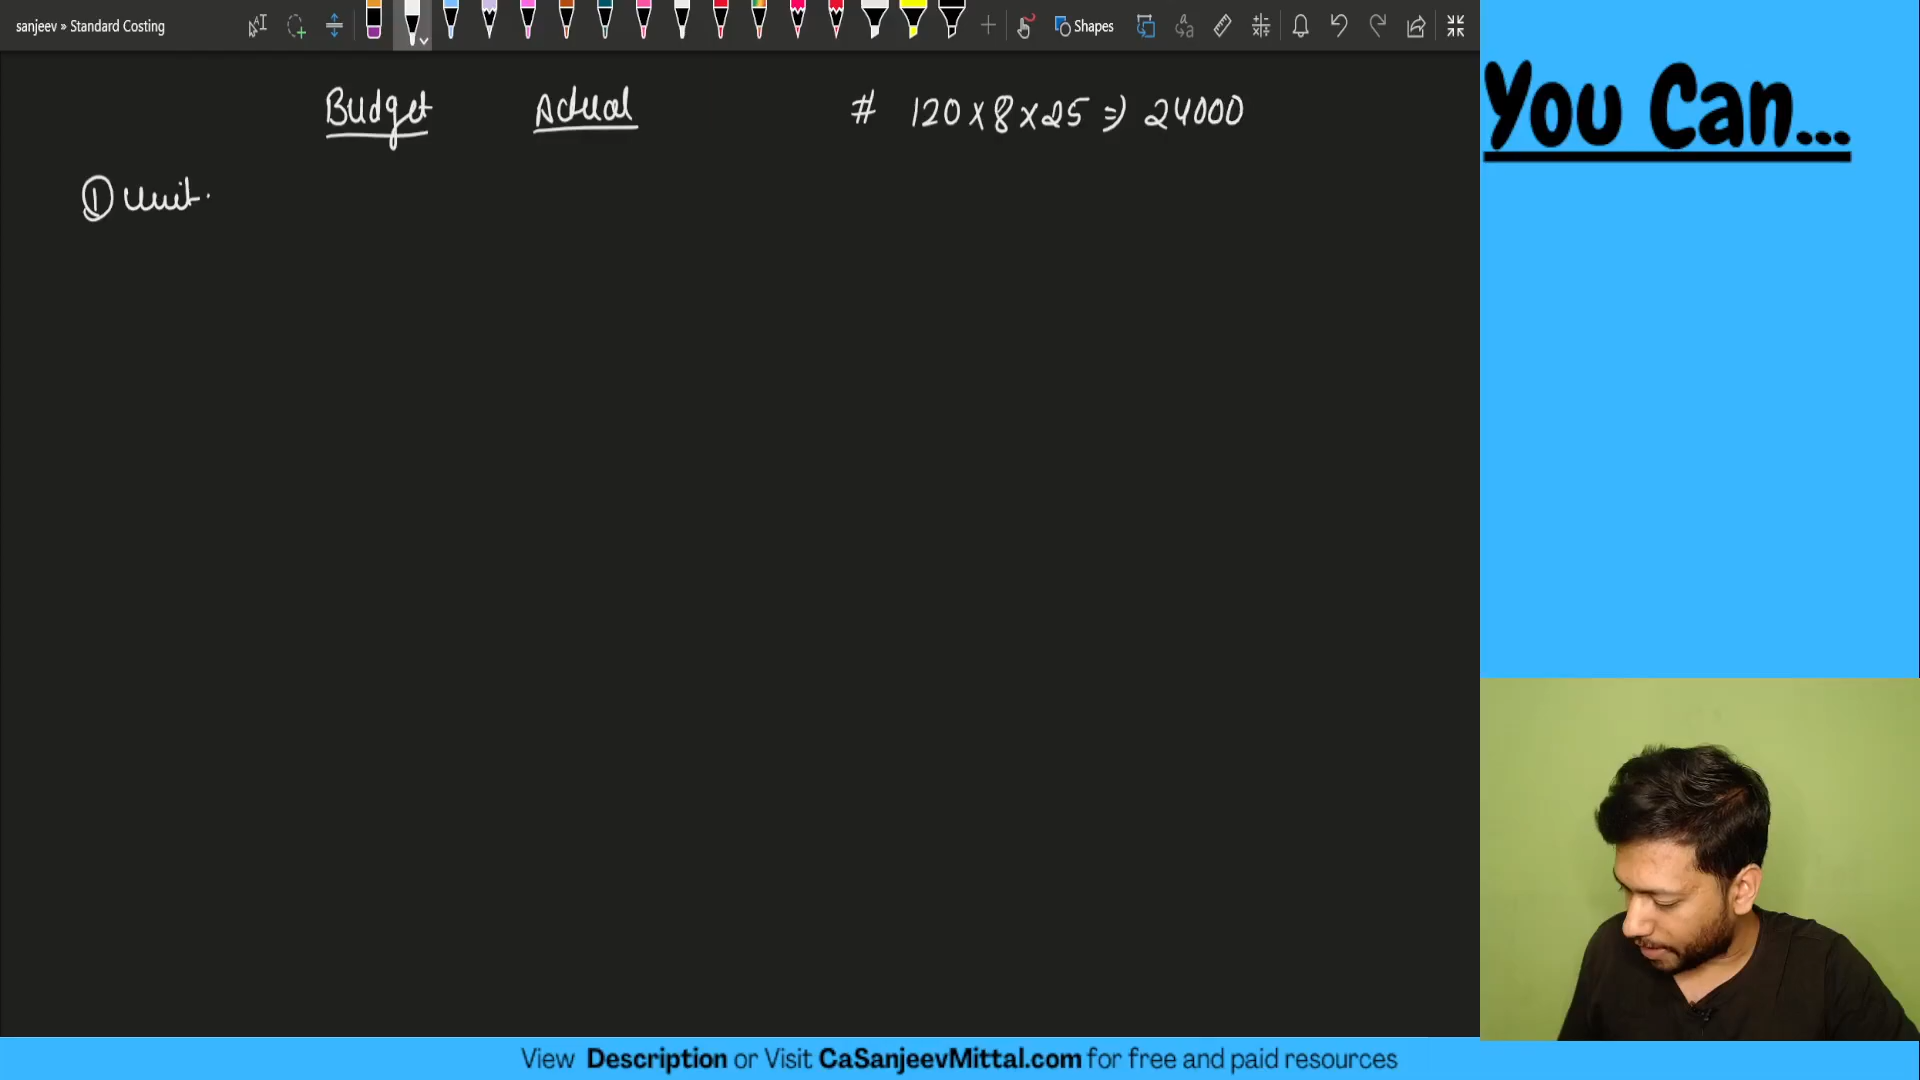 sanjeev » Standard Costing
Shapes
You Can...
Budget Actual # 120 x 8 x 25 => 24000
① Unit.
View Description or Visit CaSanjeevMittal.com for free and paid resources